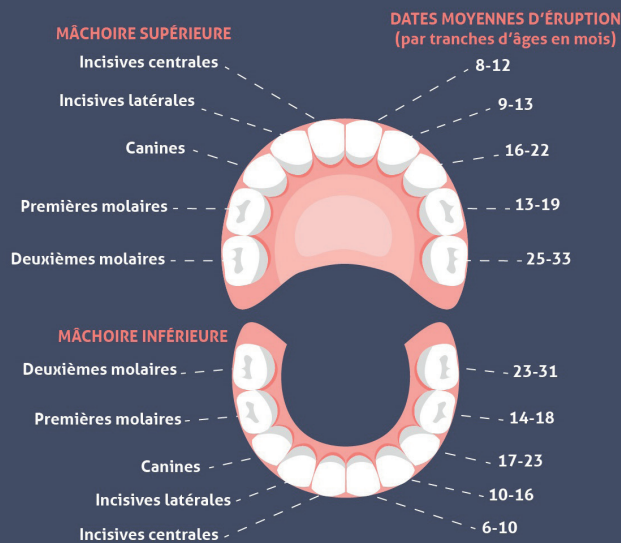 MÂCHOIRE SUPÉRIEURE
DATES MOYENNES D'ÉRUPTION
(par tranches d'âges en mois)
Incisives centrales
8-12
Incisives latérales
9-13
Canines
16-22
Premières molaires
13-19
Deuxièmes molaires
25-33
MÂCHOIRE INFÉRIEURE
Deuxièmes molaires
23-31
Premières molaires
14-18
Canines
17-23
Incisives latérales
10-16
Incisives centrales
6-10